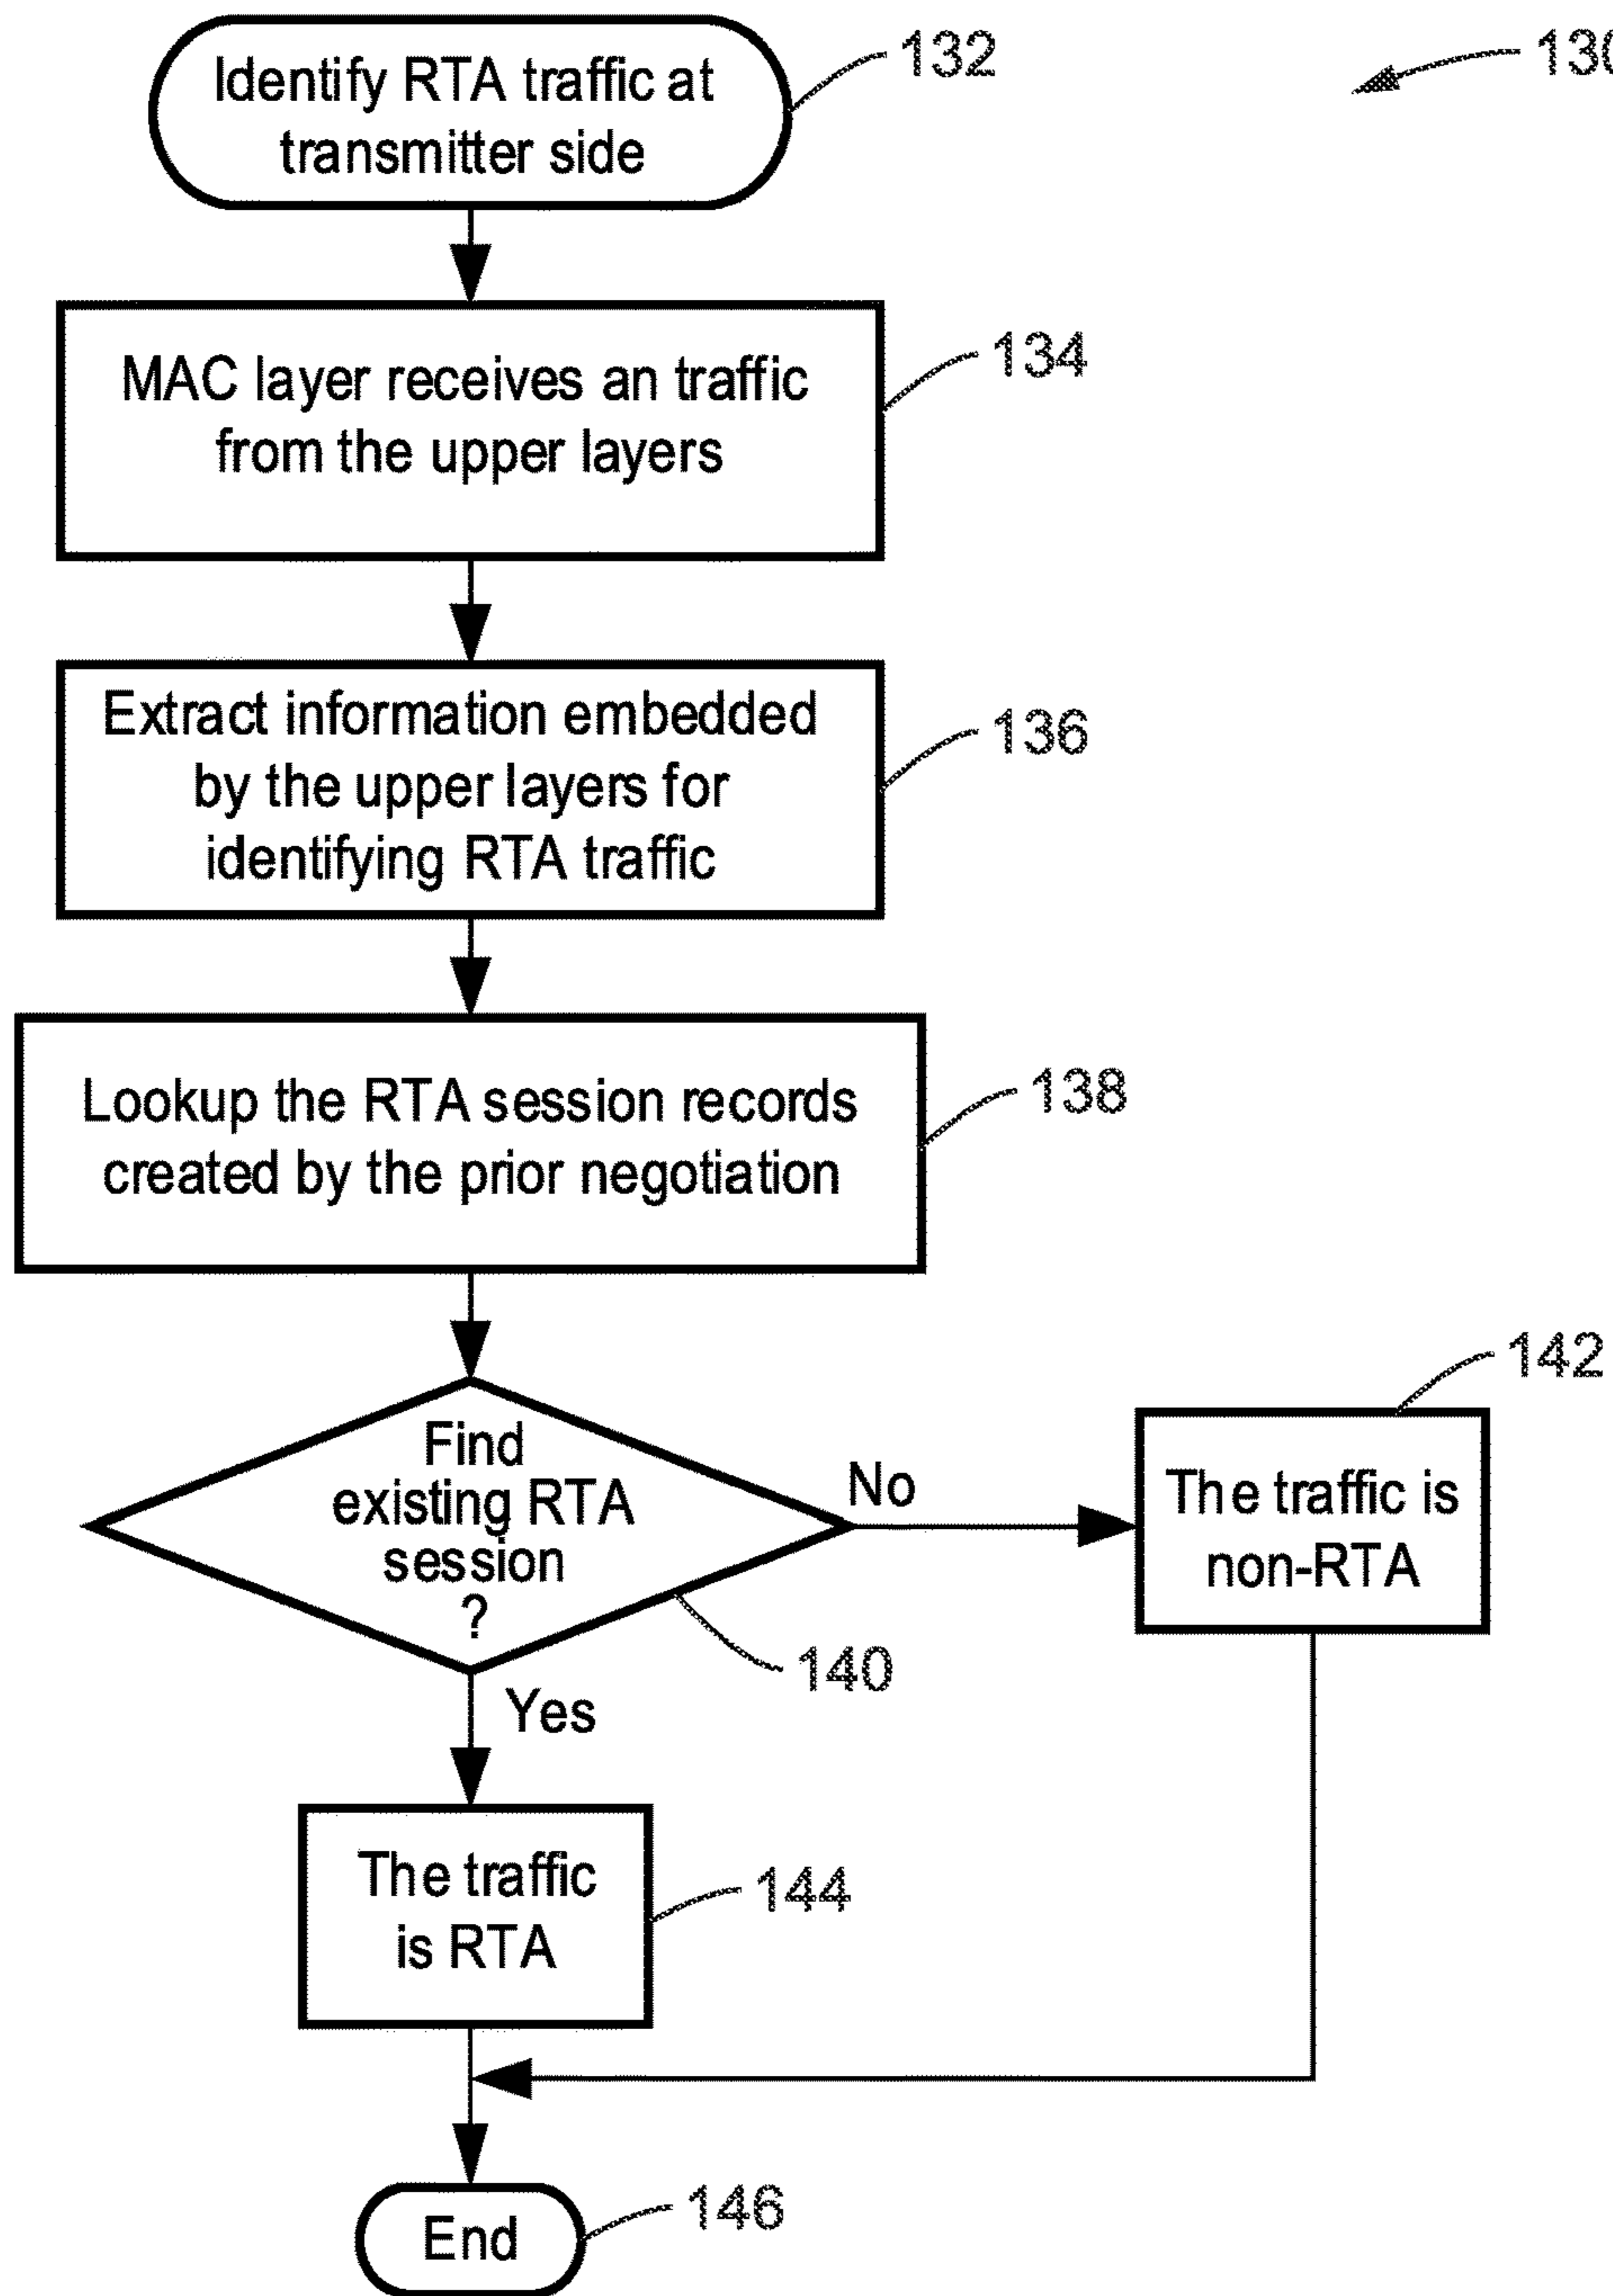 Identify RTA traffic at
transmitter side
132
130
MAC layer receives an traffic
from the upper layers
134
Extract information embedded
by the upper layers for
identifying RTA traffic
136
Lookup the RTA session records
created by the prior negotiation
138
Find
existing RTA
session
?
140
No
The traffic is
non-RTA
142
Yes
The traffic
is RTA
144
End
146